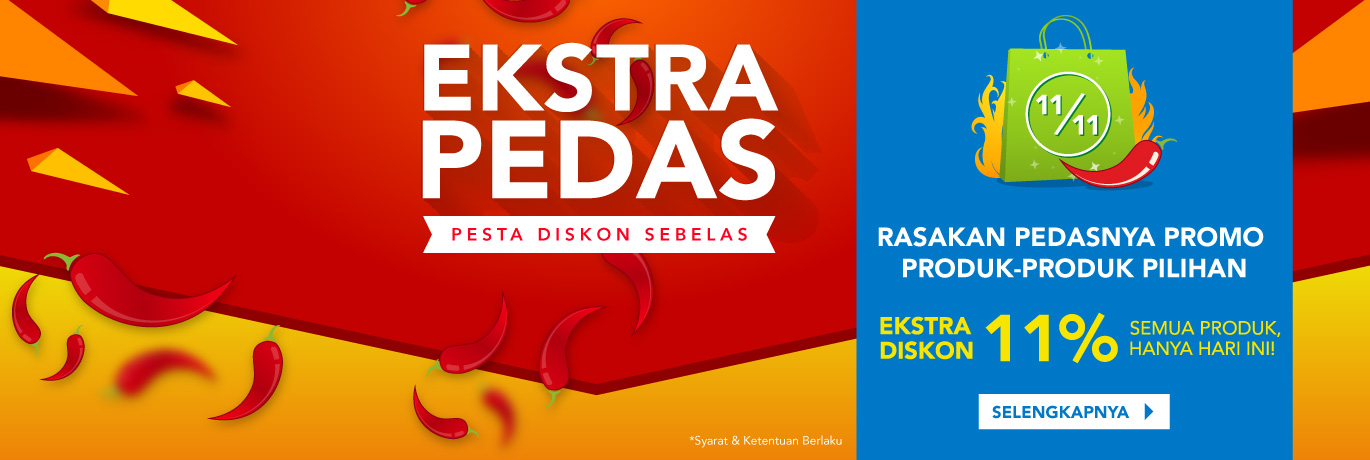 EKSTRA
PEDAS
PESTA DISKON SEBELAS
*Syarat & Ketentuan Berlaku
11/11
RASAKAN PEDASNYA PROMO
PRODUK-PRODUK PILIHAN
EKSTRA
DISKON
11%
SEMUA PRODUK,
HANYA HARI INI!
SELENGKAPNYA